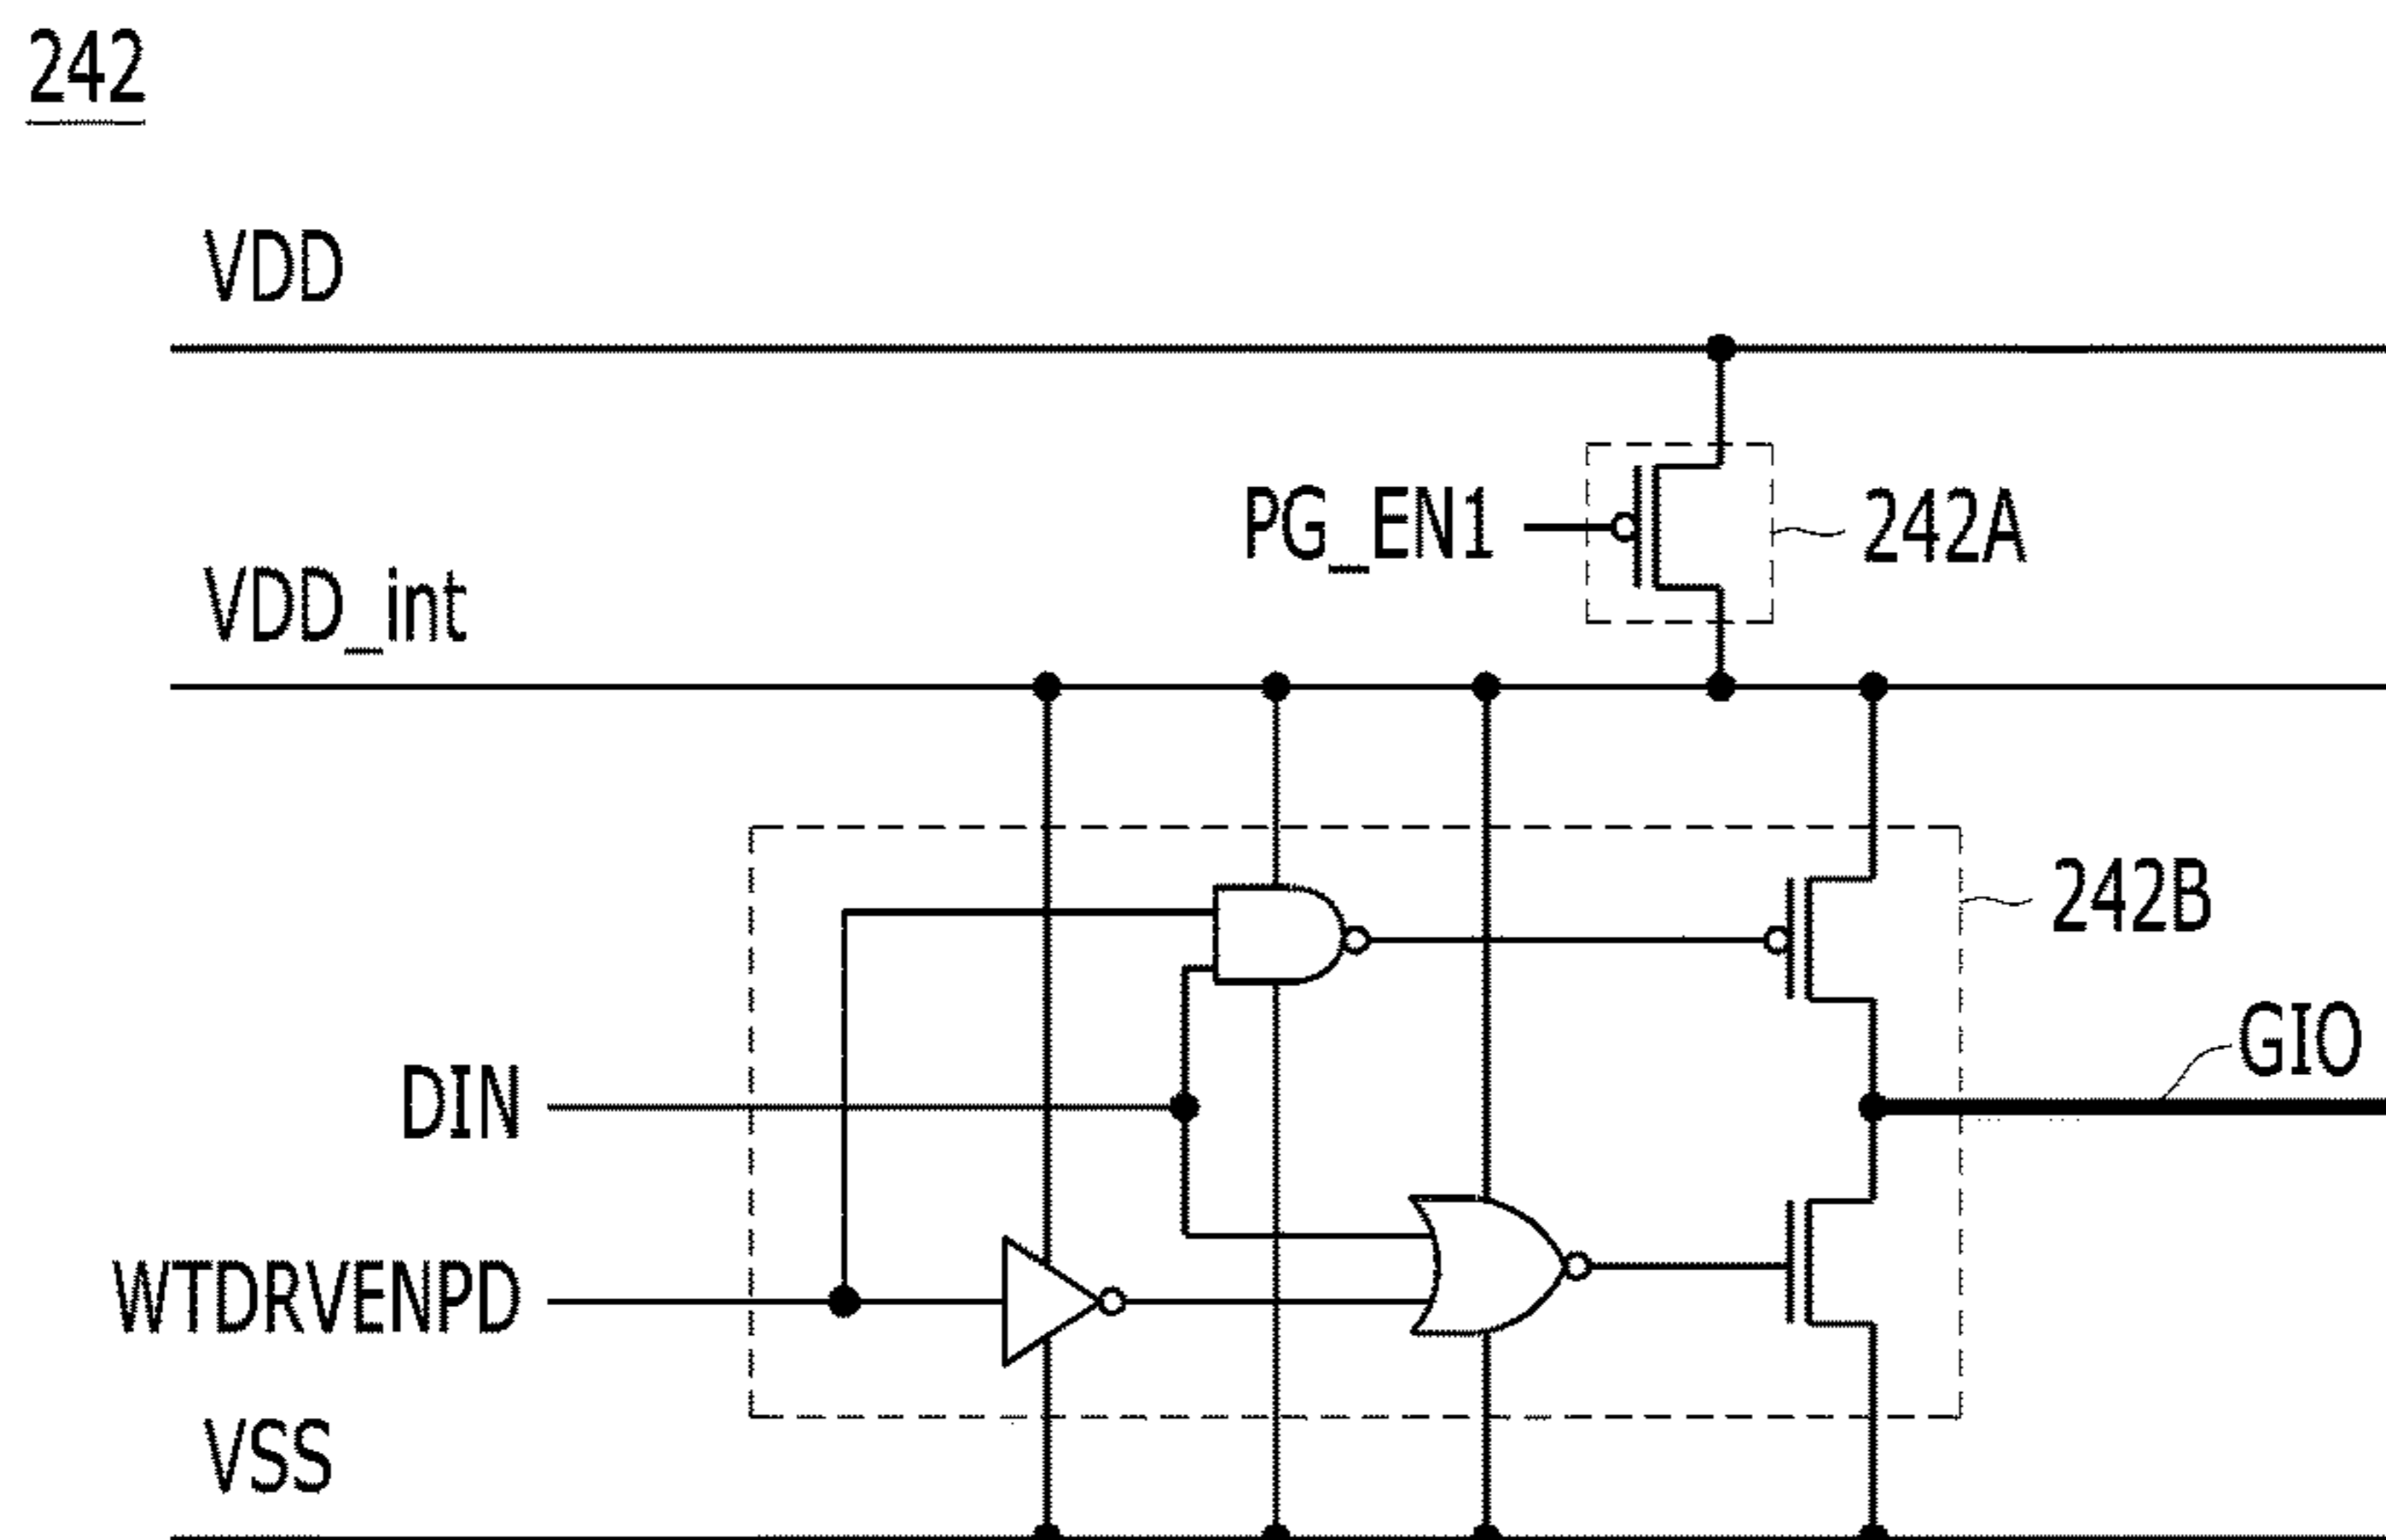 242
VDD
PG_EN1
242A
VDD_int
242B
GIO
DIN
WTDRVENPD
VSS